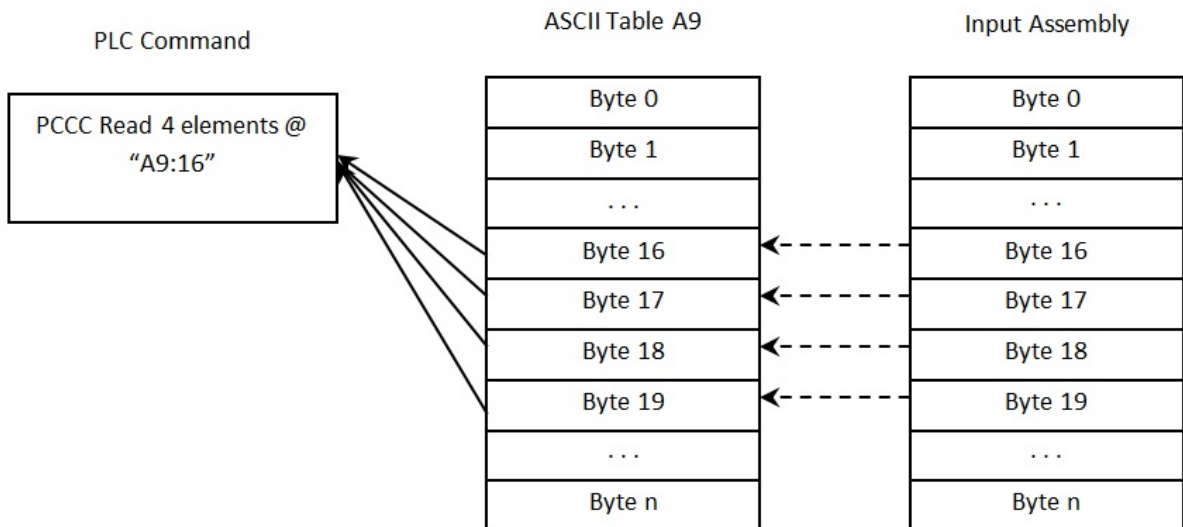 PLC Command
PCCC Read 4 elements @
“A9:16”
ASCII Table A9
Byte 0
Byte 1
. . .
Byte 16
Byte 17
Byte 18
Byte 19
. . .
Byte n
Input Assembly
Byte 0
Byte 1
. . .
Byte 16
Byte 17
Byte 18
Byte 19
. . .
Byte n